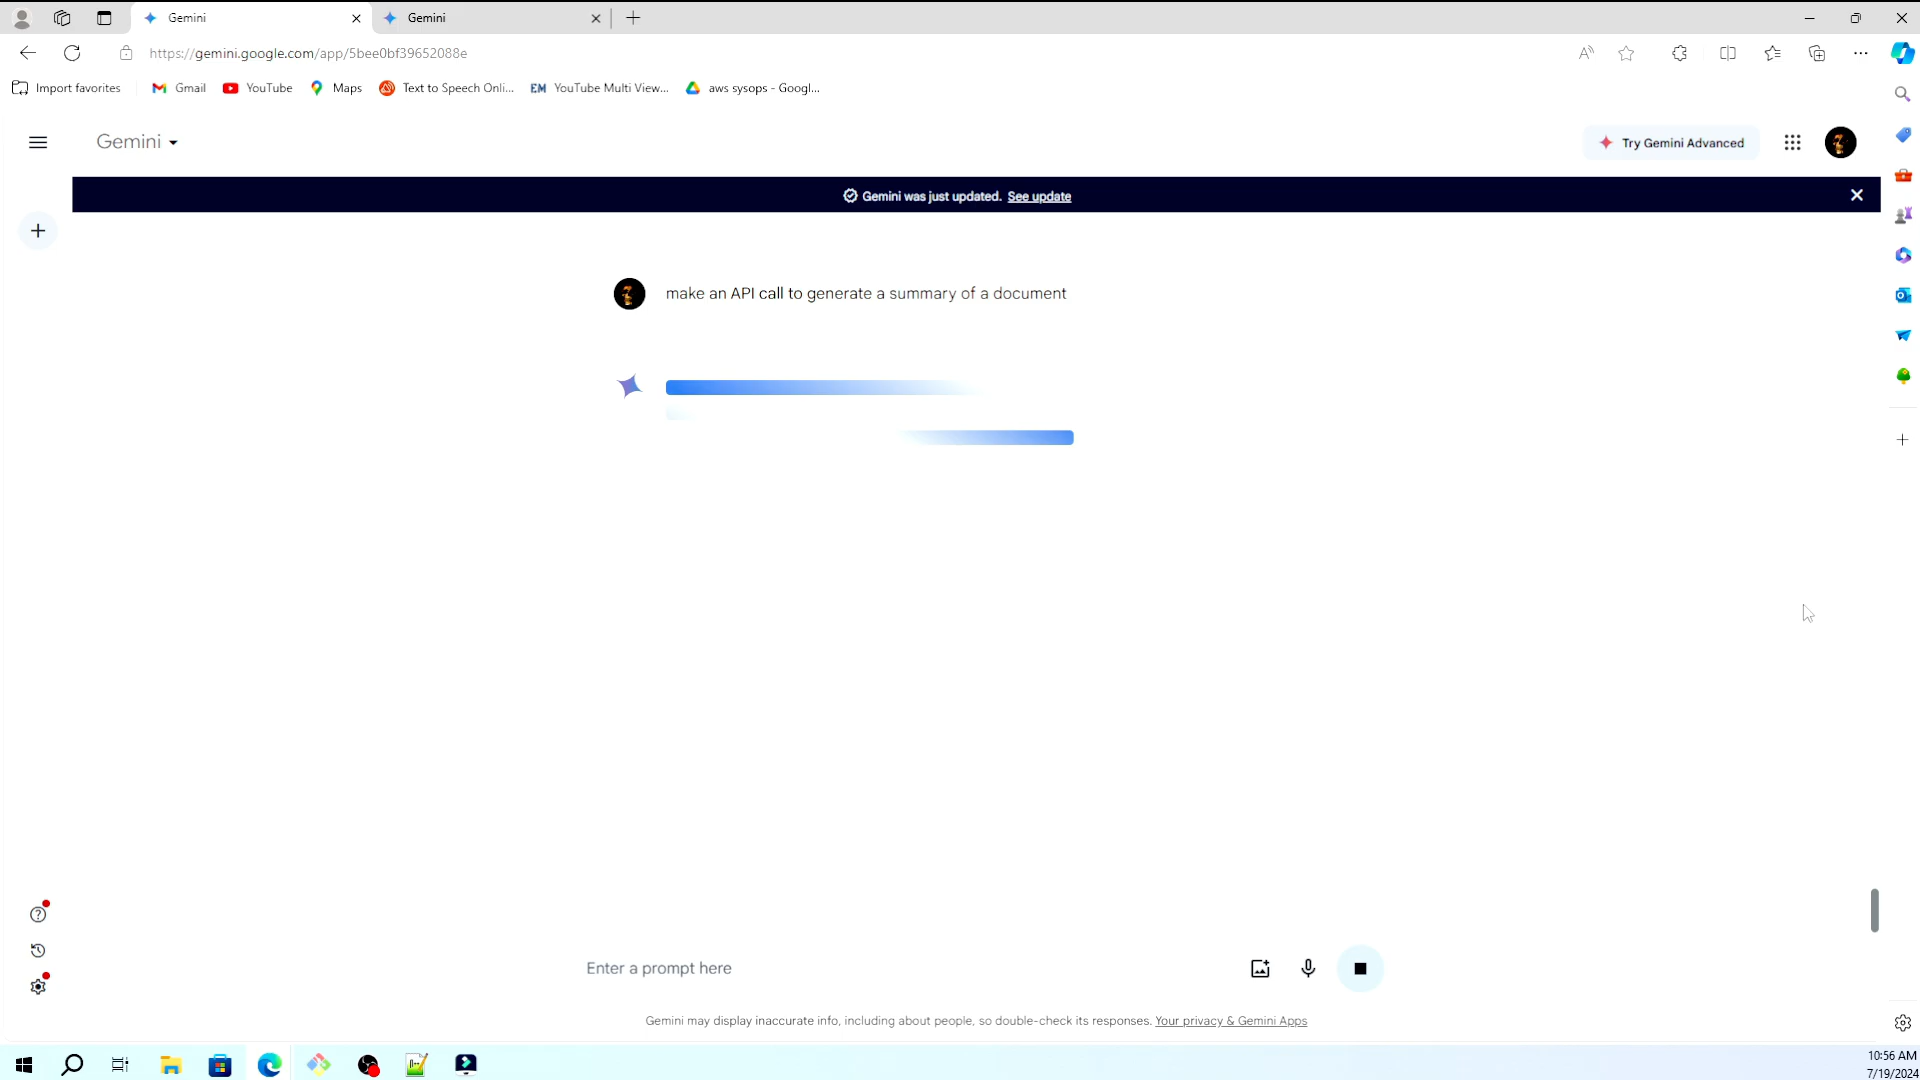 Gemini
Gemini
https://gemini.google.com/app/5bee0bf39652088e
Import favorites
Gmail
YouTube
Maps
Text to Speech Onli...
EM YouTube Multi View...
aws sysops - Googl...
Gemini
Try Gemini Advanced
Gemini was just updated. See update
make an API call to generate a summary of a document
Enter a prompt here
Gemini may display inaccurate info, including about people, so double-check its responses. Your privacy & Gemini Apps
10:56 AM
7/19/2024